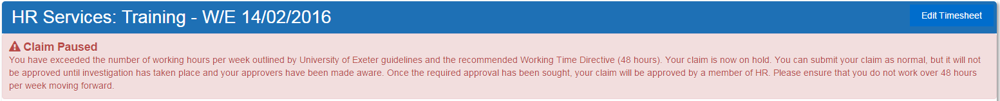 HR Services: Training - W/E 14/02/2016
Edit Timesheet
Claim Paused
You have exceeded the number of working hours per week outlined by University of Exeter guidelines and the recommended Working Time Directive (48 hours). Your claim is now on hold. You can submit your claim as normal, but it will not
be approved until investigation has taken place and your approvers have been made aware. Once the required approval has been sought, your claim will be approved by a member of HR. Please ensure that you do not work over 48 hours
per week moving forward.